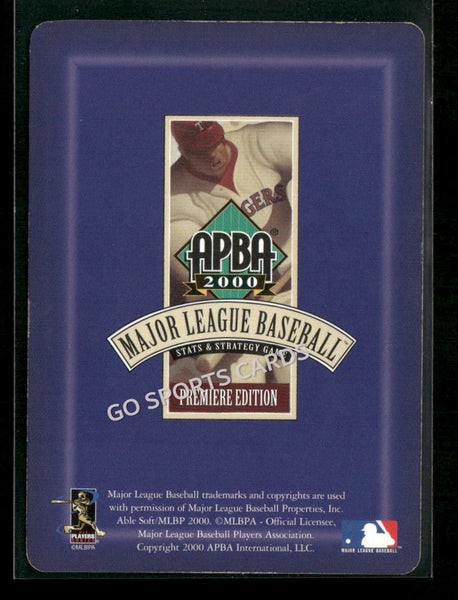 T
GERS
APBA®
2000
MAJOR LEAGUE BASEBALL™
STATS & STRATEGY GAME
GO SPORTS CARDS
PREMIERE EDITION
Major League Baseball trademarks and copyrights are used
with permission of Major League Baseball Properties, Inc.
Able Soft/MLBP 2000. ©MLBPA - Official Licensee,
Major League Baseball Players Association.
Copyright 2000 APBA International, LLC.
PLAYERS
©MLBPA
MAJOR LEAGUE BASEBALL